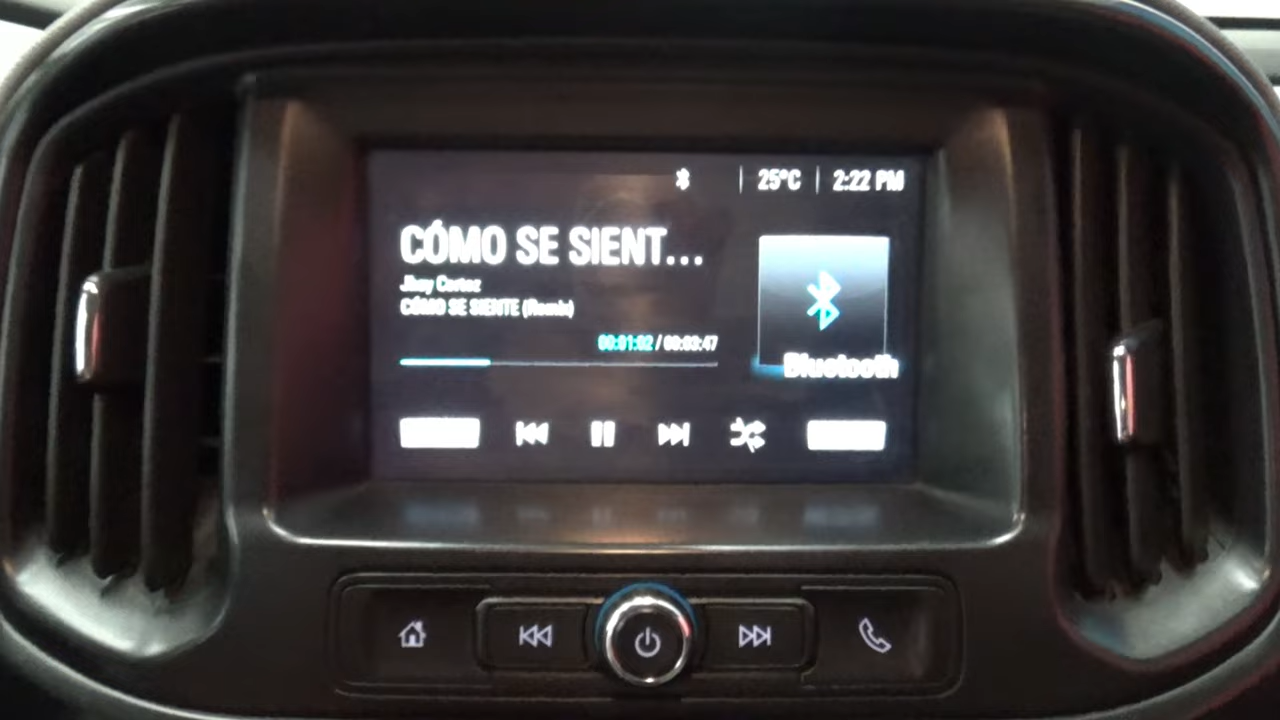 25°C | 2:22 PM
CÓMO SE SIENT...
Jhay Cortez
CÓMO SE SIENTE (Remix)
00:01:02 / 00:03:47
Bluetooth